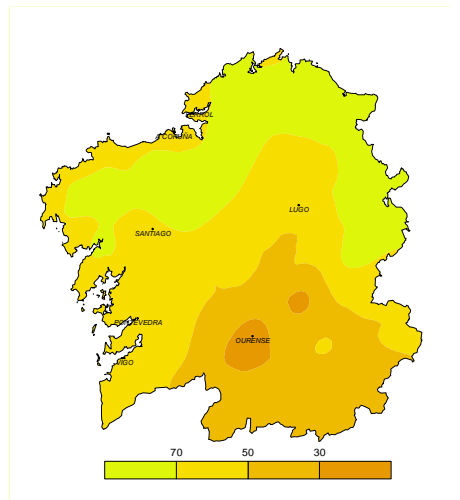 FERROL
A CORUÑA
LUGO
SANTIAGO
PONTEVEDRA
OURENSE
VIGO
70 50 30